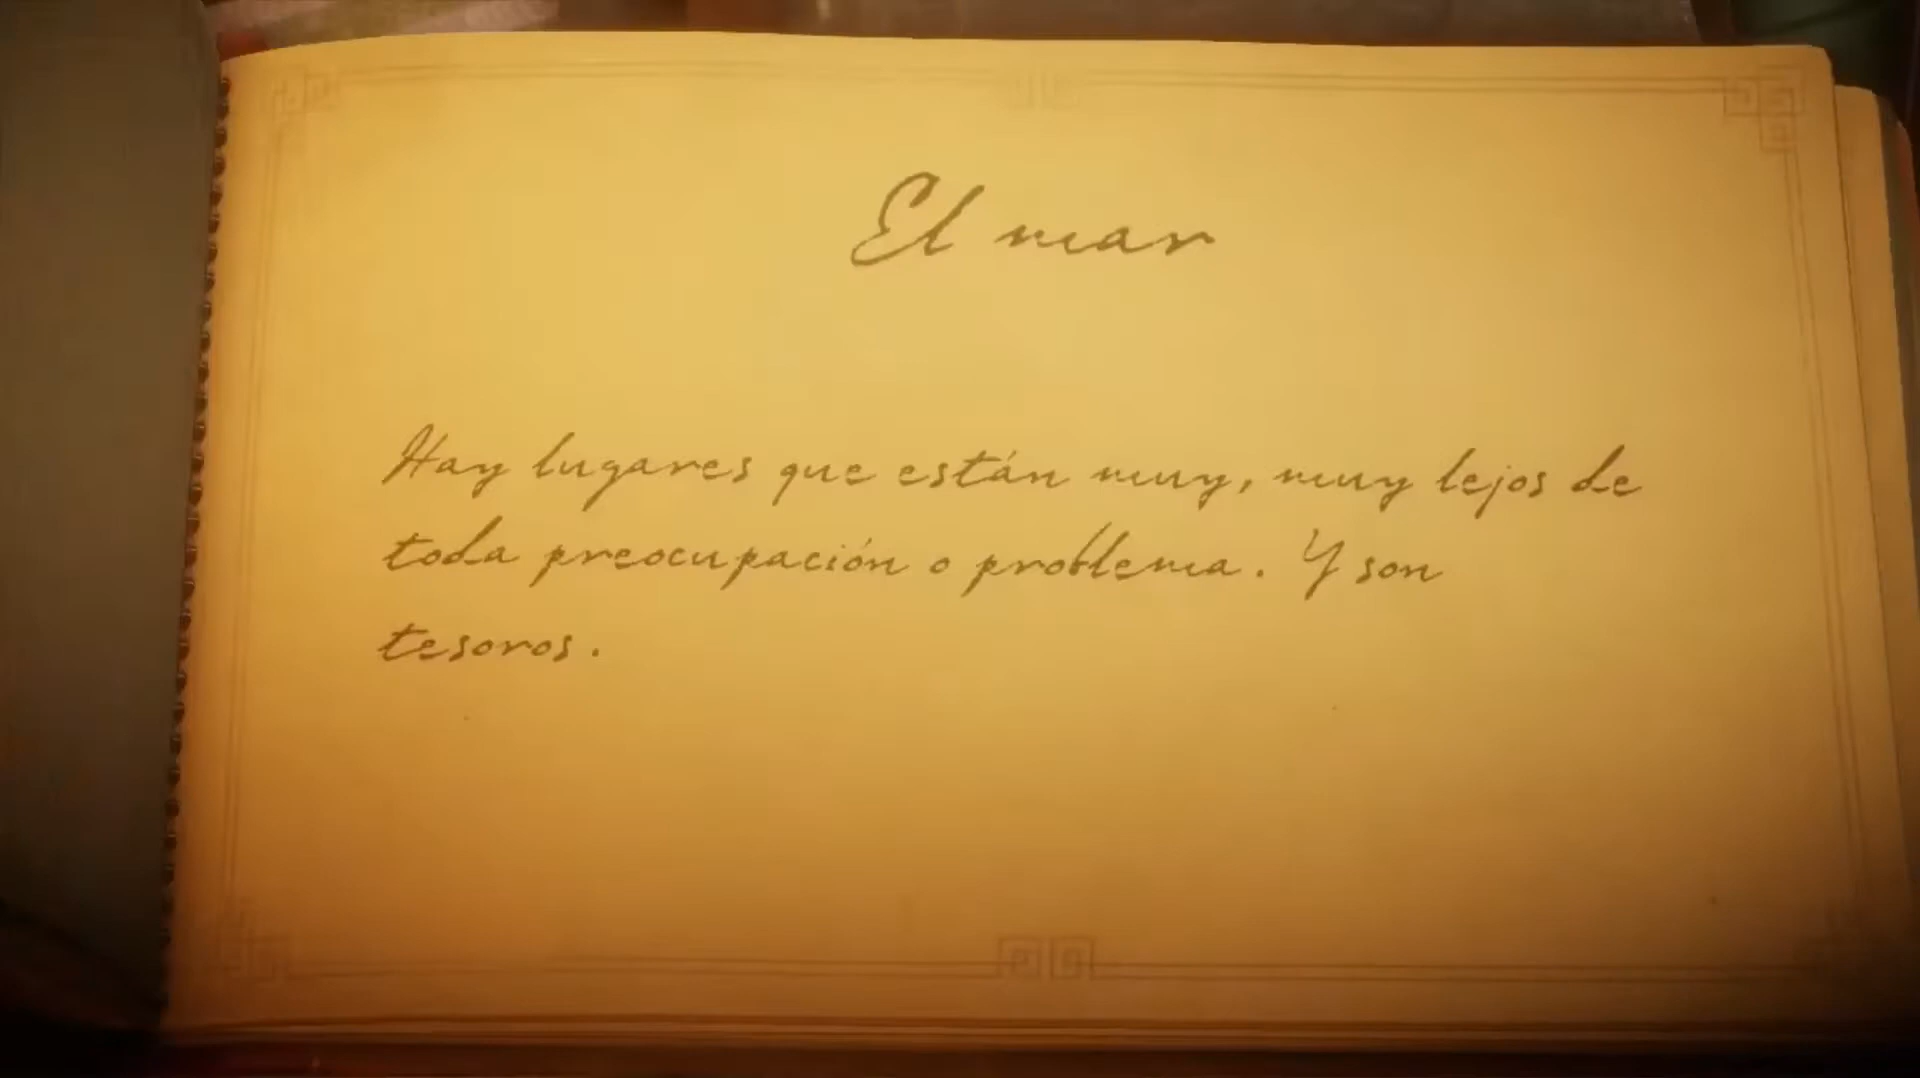 El mar
Hay lugares que están muy, muy lejos de
toda preocupación o problema. Y son
tesoros.